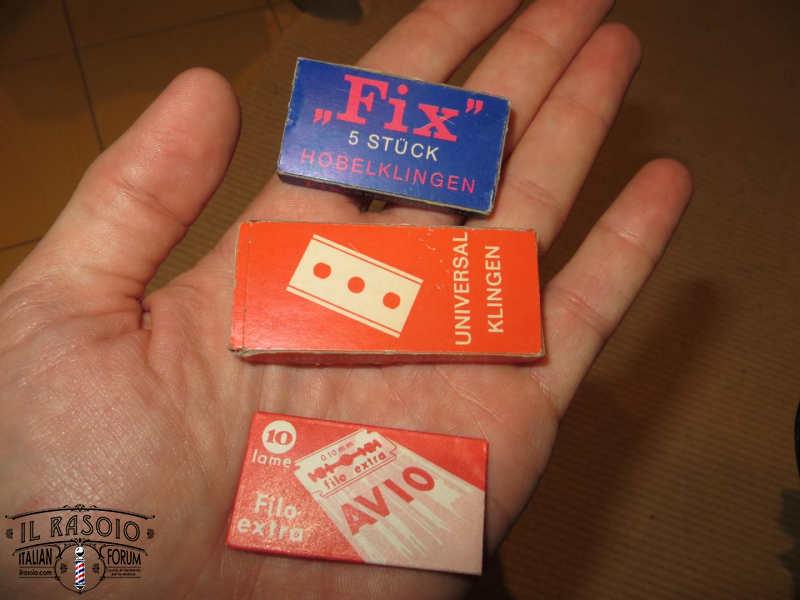 „Fix”
5 STÜCK
HOBELKLINGEN
UNIVERSAL
KLINGEN
10
lame
0.10 mm
filo extra
AVIO
Filo
extra
IL RASOIO
ITALIAN FORUM
ilrasoio.com